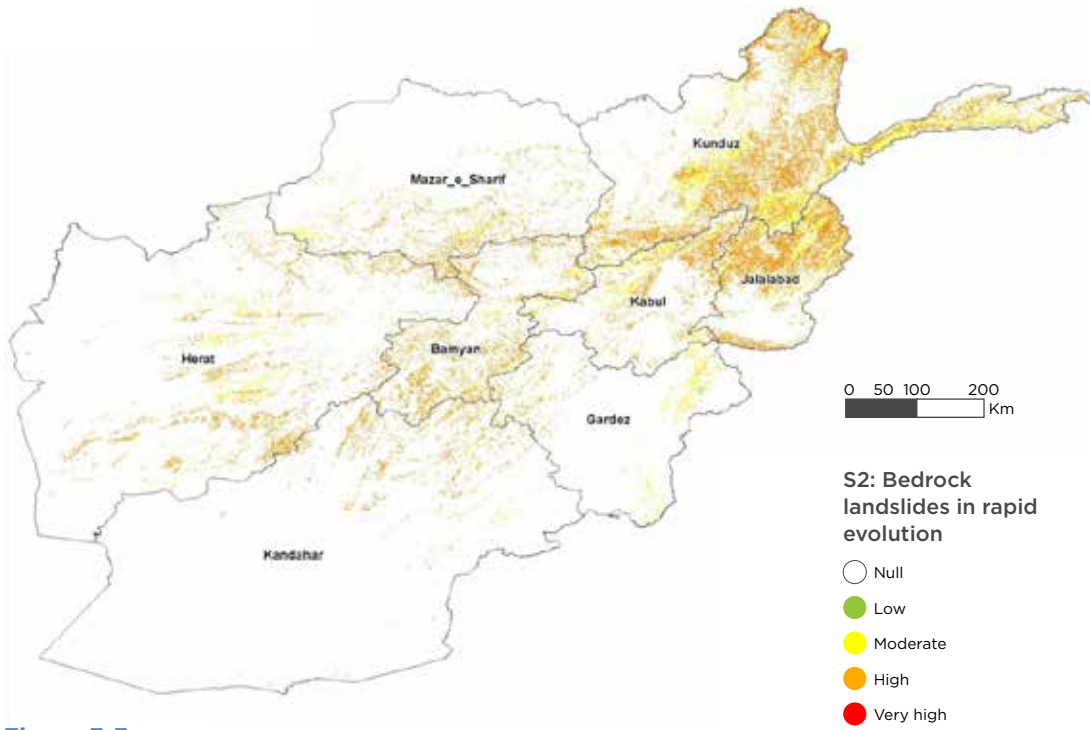 Kunduz
Mazar_e_Sharif
Jalalabad
Kabul
Bamyan
Herat
Gardez
Kandahar
0 50 100 200
Km
S2: Bedrock
landslides in rapid
evolution
Null
Low
Moderate
High
Very high